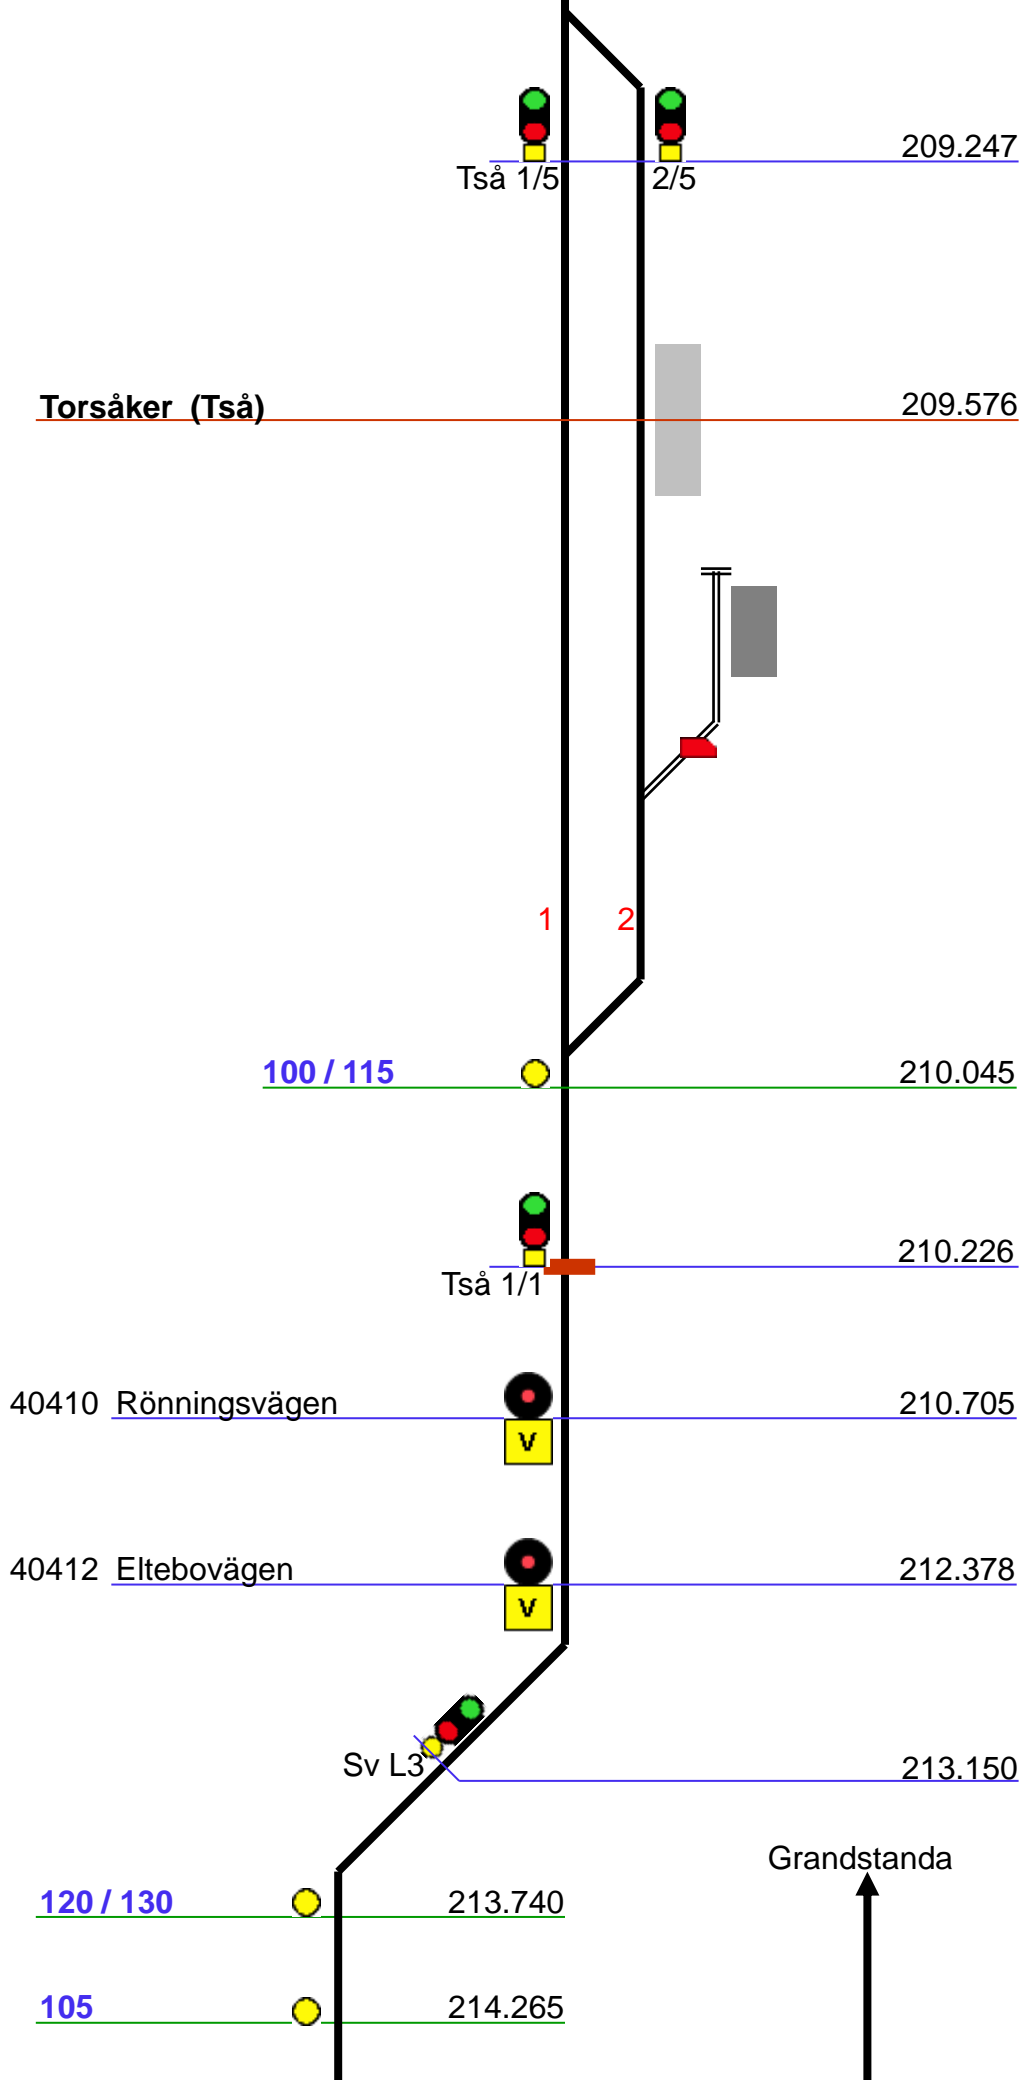 209.247
Tså 1/5 2/5
Torsåker (Tså) 209.576
1 2
100 / 115 210.045
210.226
Tså 1/1
40410 Rönningsvägen 210.705
V
40412 Eltebovägen 212.378
V
Sv L3 213.150
Grandstanda
120 / 130 213.740
105 214.265